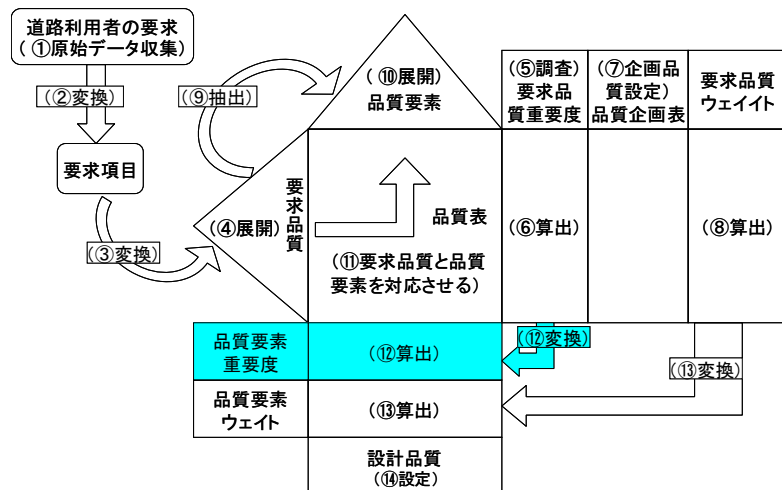 道路利用者の要求
(①原始データ収集)
(②変換)
要求項目
(③変換)
(④展開)
要求品質
(⑨抽出)
(⑩展開)
品質要素
品質表
(⑪要求品質と品質
要素を対応させる)
(⑤調査)
要求品
質重要度
(⑥算出)
(⑦企画品
質設定)
品質企画表
要求品質
ウェイイト
(⑧算出)
品質要素
重要度
(⑫算出)
(⑫変換)
品質要素
ウェイト
(⑬算出)
(⑬変換)
設計品質
(⑭設定)